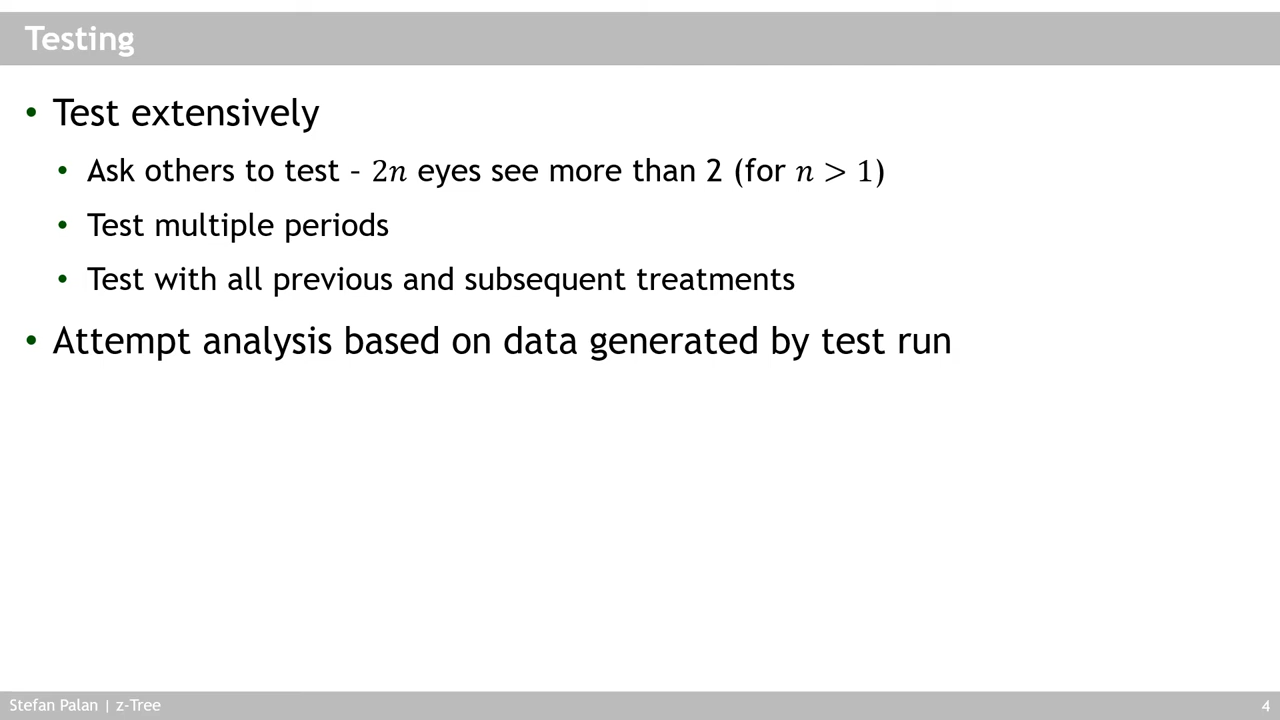 Testing
• Test extensively
• Ask others to test – 2𝑛 eyes see more than 2 (for 𝑛 > 1)
• Test multiple periods
• Test with all previous and subsequent treatments
• Attempt analysis based on data generated by test run
Stefan Palan | z-Tree
4